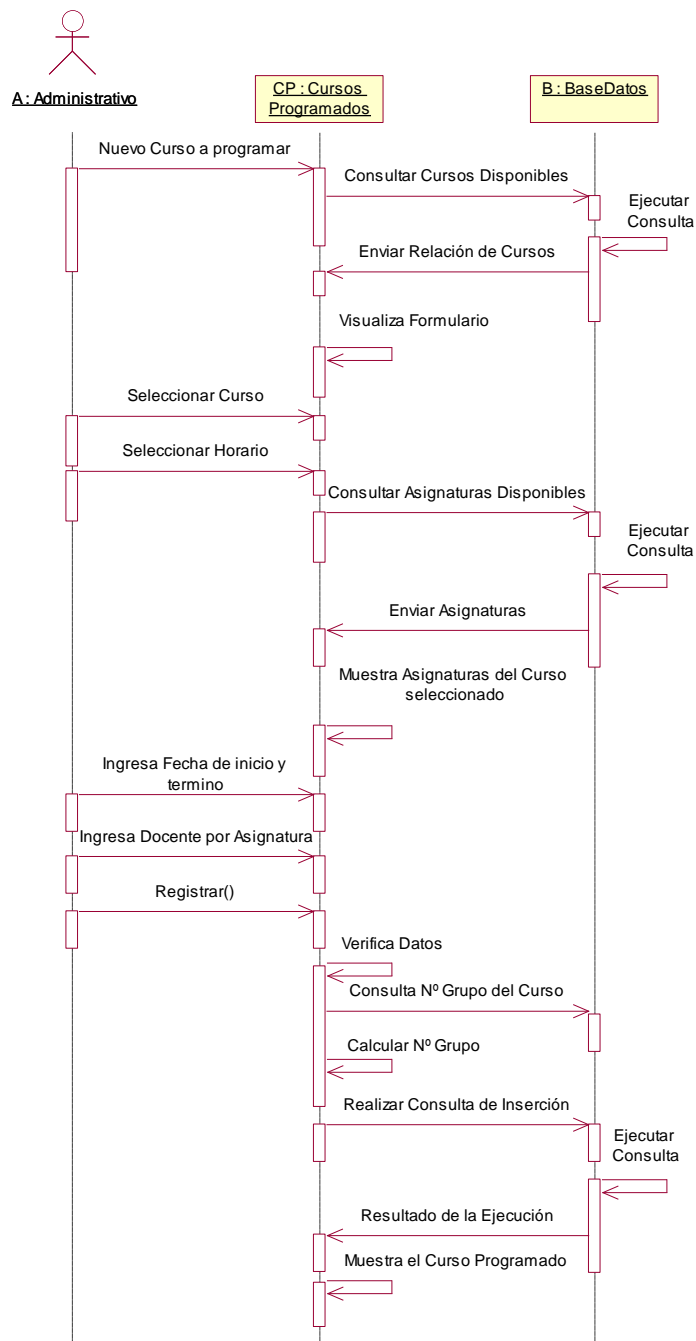 A : Administrativo
CP : Cursos
Programados
B : BaseDatos
Nuevo Curso a programar
Consultar Cursos Disponibles
Ejecutar
Consulta
Enviar Relación de Cursos
Visualiza Formulario
Seleccionar Curso
Seleccionar Horario
Consultar Asignaturas Disponibles
Ejecutar
Consulta
Enviar Asignaturas
Muestra Asignaturas del Curso
seleccionado
Ingresa Fecha de inicio y
termino
Ingresa Docente por Asignatura
Registrar()
Verifica Datos
Consulta Nº Grupo del Curso
Calcular Nº Grupo
Realizar Consulta de Inserción
Ejecutar
Consulta
Resultado de la Ejecución
Muestra el Curso Programado